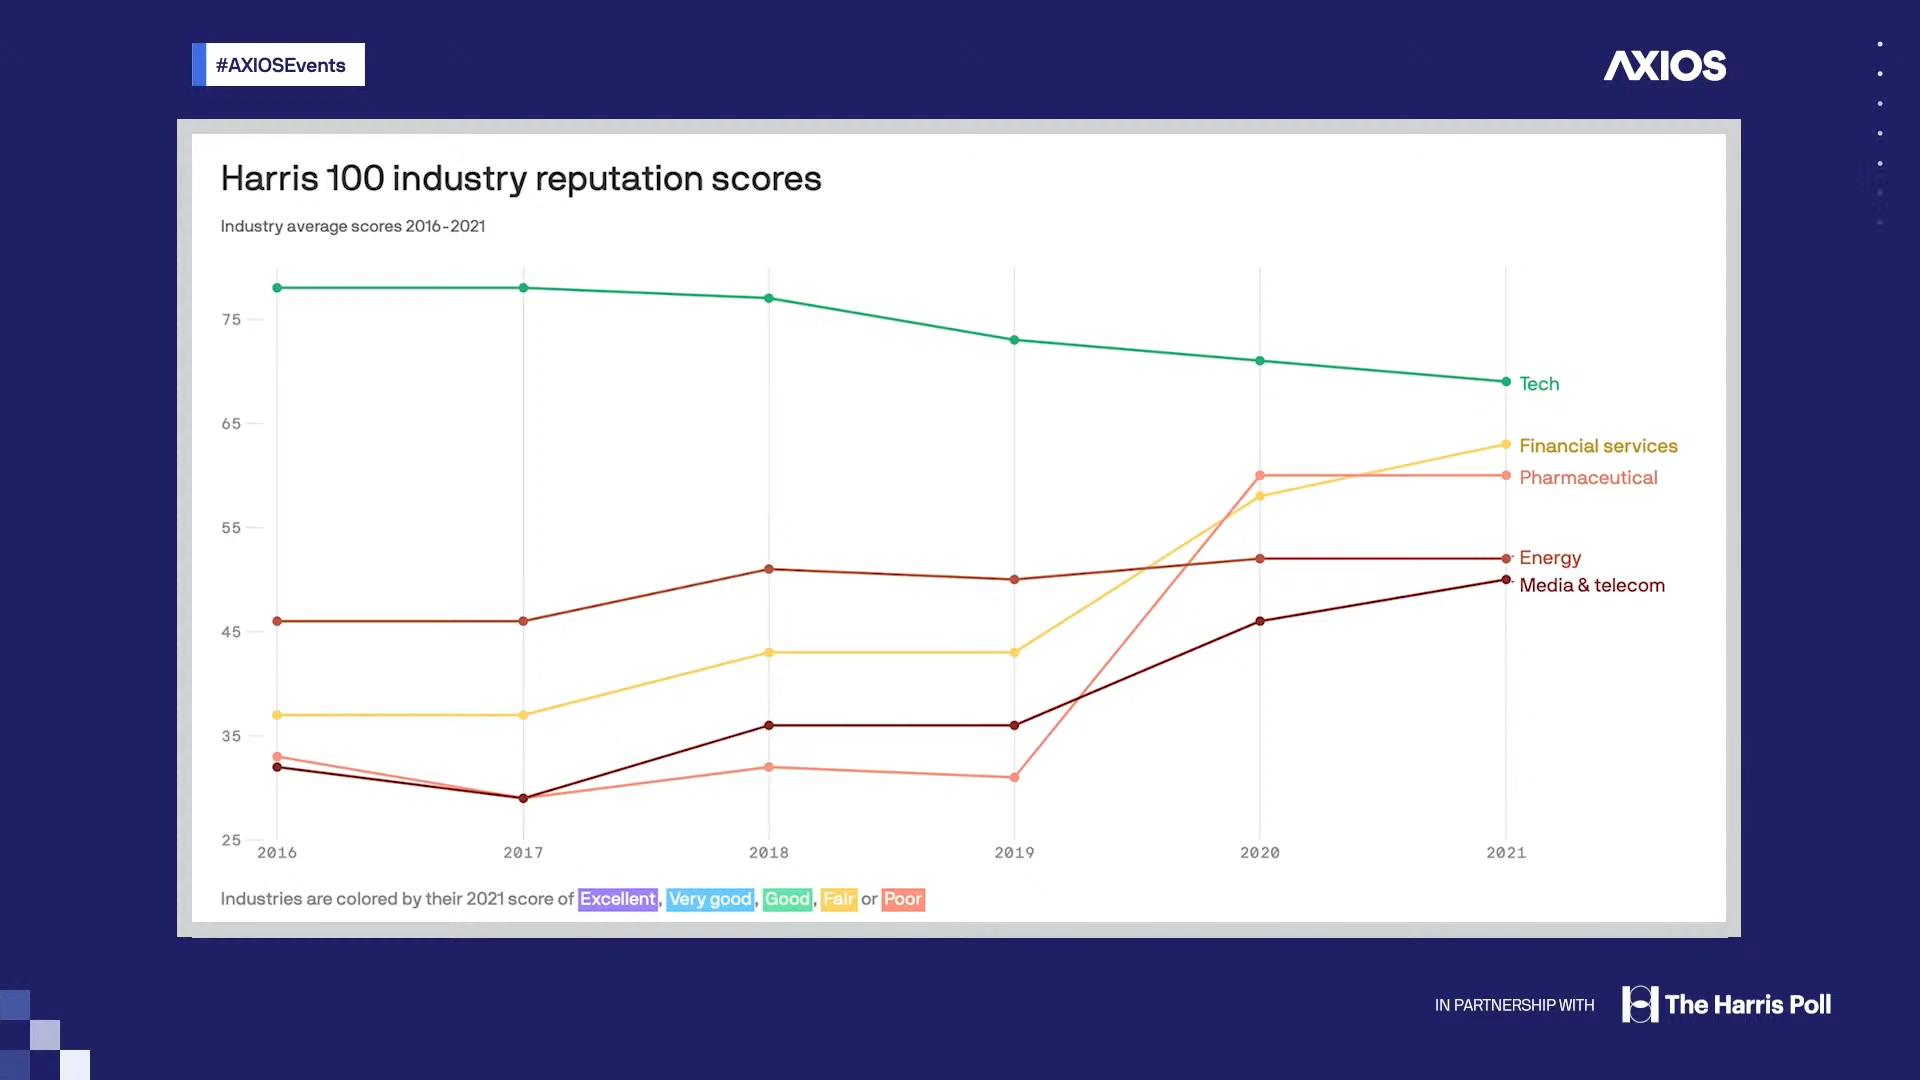 #AXIOSEvents
AXIOS
Harris 100 industry reputation scores
Industry average scores 2016-2021
75
65
55
45
35
25
Tech
Financial services
Pharmaceutical
Energy
Media & telecom
2016 2017 2018 2019 2020 2021
Industries are colored by their 2021 score of Excellent, Very good, Good, Fair or Poor
IN PARTNERSHIP WITH The Harris Poll